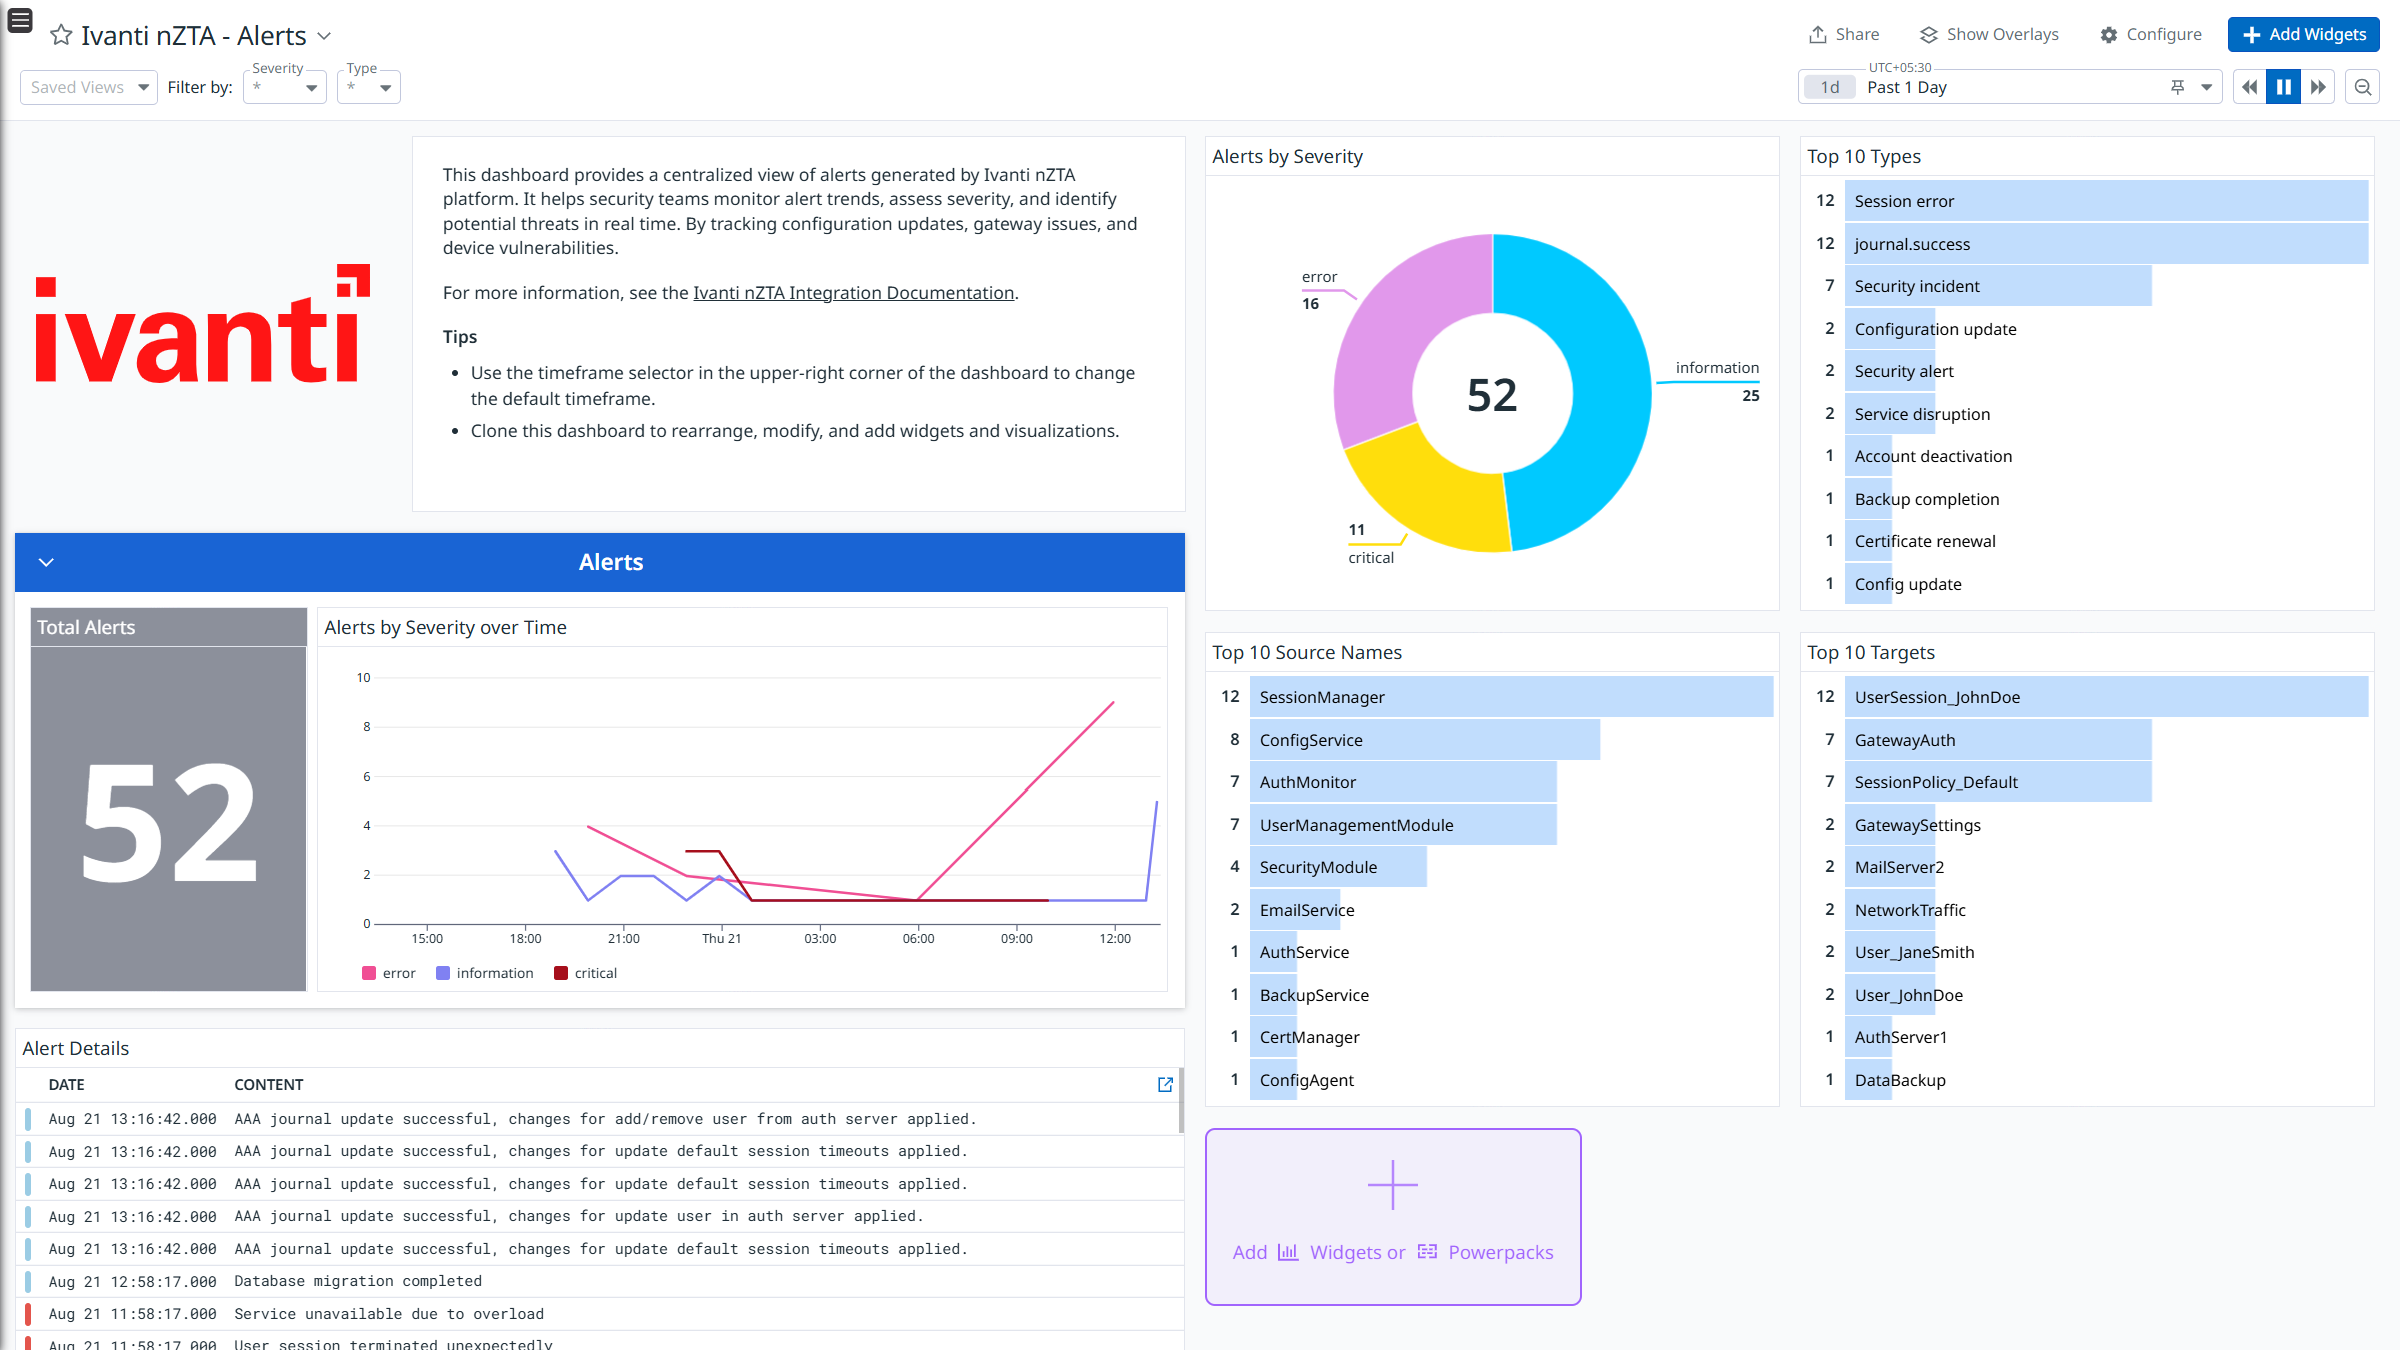 Ivanti nZTA - Alerts
Share
Show Overlays
Configure
Add Widgets
Saved Views
Filter by:
Severity
*
Type
*
UTC+05:30
1d
Past 1 Day
ivanti
This dashboard provides a centralized view of alerts generated by Ivanti nZTA
platform. It helps security teams monitor alert trends, assess severity, and identify
potential threats in real time. By tracking configuration updates, gateway issues, and
device vulnerabilities.
For more information, see the Ivanti nZTA Integration Documentation.
Tips
• Use the timeframe selector in the upper-right corner of the dashboard to change
the default timeframe.
• Clone this dashboard to rearrange, modify, and add widgets and visualizations.
Alerts by Severity
error
16
information
25
52
11
critical
Top 10 Types
12 Session error
12 journal.success
7 Security incident
2 Configuration update
2 Security alert
2 Service disruption
1 Account deactivation
1 Backup completion
1 Certificate renewal
1 Config update
Alerts
Total Alerts
52
Alerts by Severity over Time
10
8
6
4
2
0
15:00 18:00 21:00 Thu 21 03:00 06:00 09:00 12:00
error information critical
Top 10 Source Names
12 SessionManager
8 ConfigService
7 AuthMonitor
7 UserManagementModule
4 SecurityModule
2 EmailService
1 AuthService
1 BackupService
1 CertManager
1 ConfigAgent
Top 10 Targets
12 UserSession_JohnDoe
7 GatewayAuth
7 SessionPolicy_Default
2 GatewaySettings
2 MailServer2
2 NetworkTraffic
2 User_JaneSmith
2 User_JohnDoe
1 AuthServer1
1 DataBackup
Alert Details
DATE CONTENT
Aug 21 13:16:42.000 AAA journal update successful, changes for add/remove user from auth server applied.
Aug 21 13:16:42.000 AAA journal update successful, changes for update default session timeouts applied.
Aug 21 13:16:42.000 AAA journal update successful, changes for update default session timeouts applied.
Aug 21 13:16:42.000 AAA journal update successful, changes for update user in auth server applied.
Aug 21 13:16:42.000 AAA journal update successful, changes for update default session timeouts applied.
Aug 21 12:58:17.000 Database migration completed
Aug 21 11:58:17.000 Service unavailable due to overload
Aug 21 11:58:17.000 User session terminated unexpectedly
Add Widgets or Powerpacks